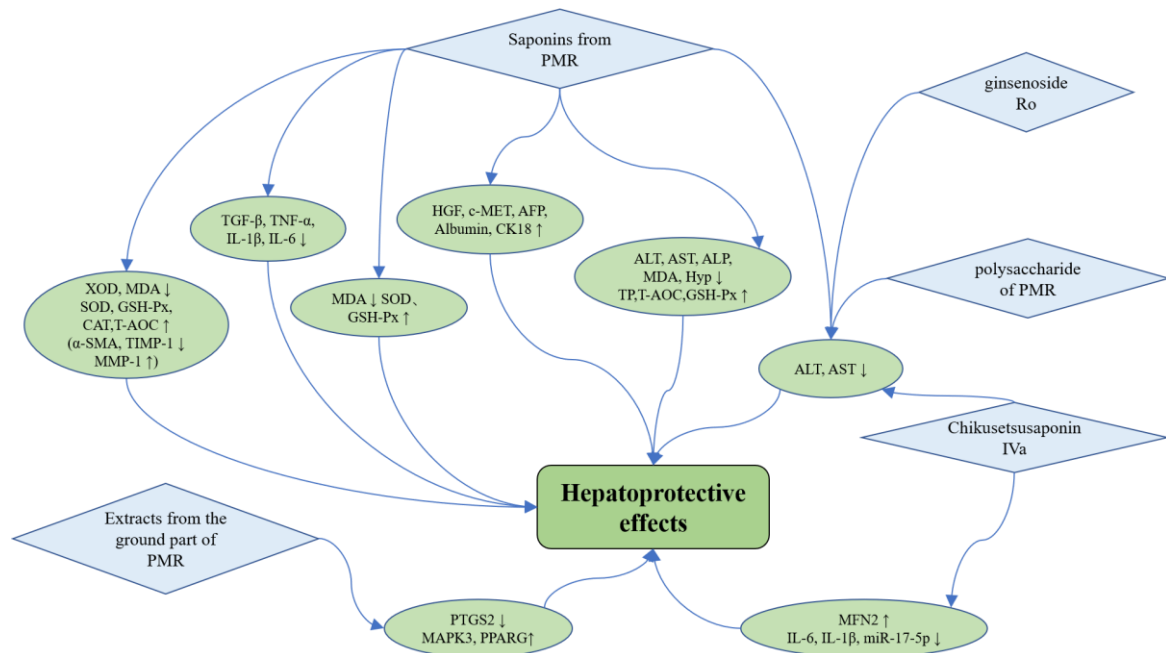 Saponins from
PMR
ginsenoside
Ro
TGF-β, TNF-α,
IL-1β, IL-6 ↓
HGF, c-MET, AFP,
Albumin, CK18 ↑
ALT, AST, ALP,
MDA, Hyp ↓
TP,T-AOC,GSH-Px ↑
polysaccharide
of PMR
XOD, MDA ↓
SOD, GSH-Px,
CAT,T-AOC ↑
(α-SMA, TIMP-1 ↓
MMP-1 ↑)
MDA ↓ SOD、
GSH-Px ↑
ALT, AST ↓
Chikusetsusaponin
IVa
Hepatoprotective
effects
Extracts from the
ground part of
PMR
PTGS2 ↓
MAPK3, PPARG↑
MFN2 ↑
IL-6, IL-1β, miR-17-5p ↓